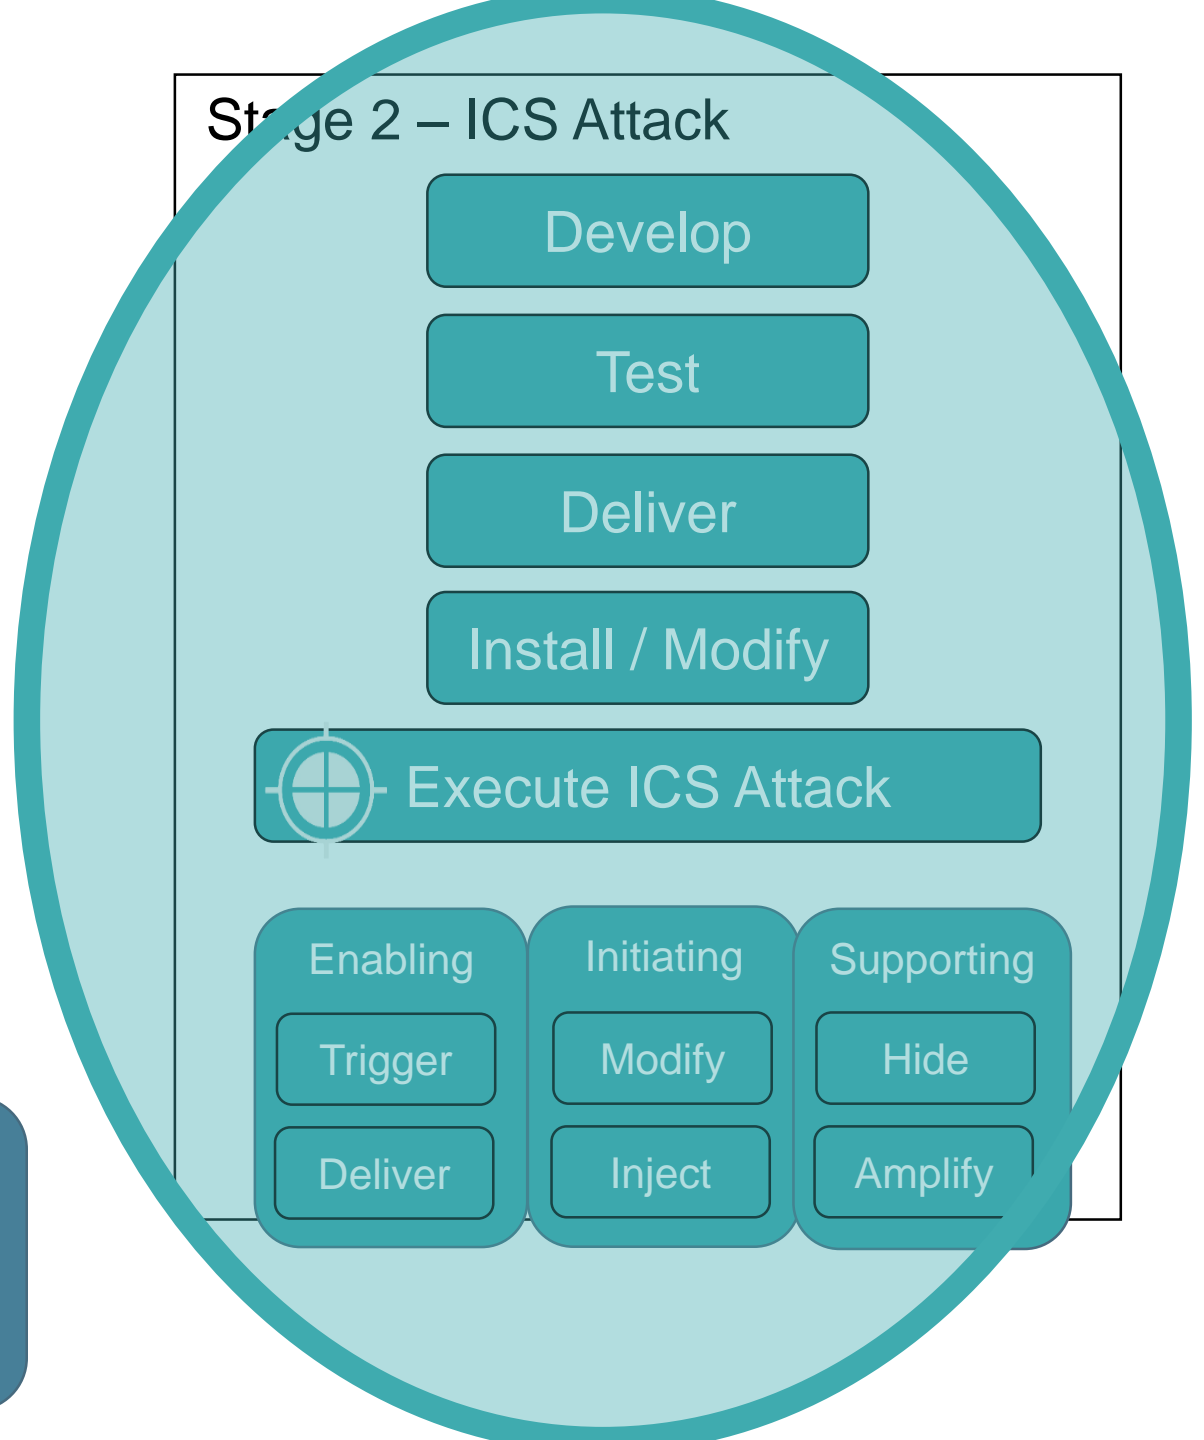 Stage 2 – ICS Attack
Develop
Test
Deliver
Install / Modify
Execute ICS Attack
Enabling
Trigger
Deliver
Initiating
Modify
Inject
Supporting
Hide
Amplify